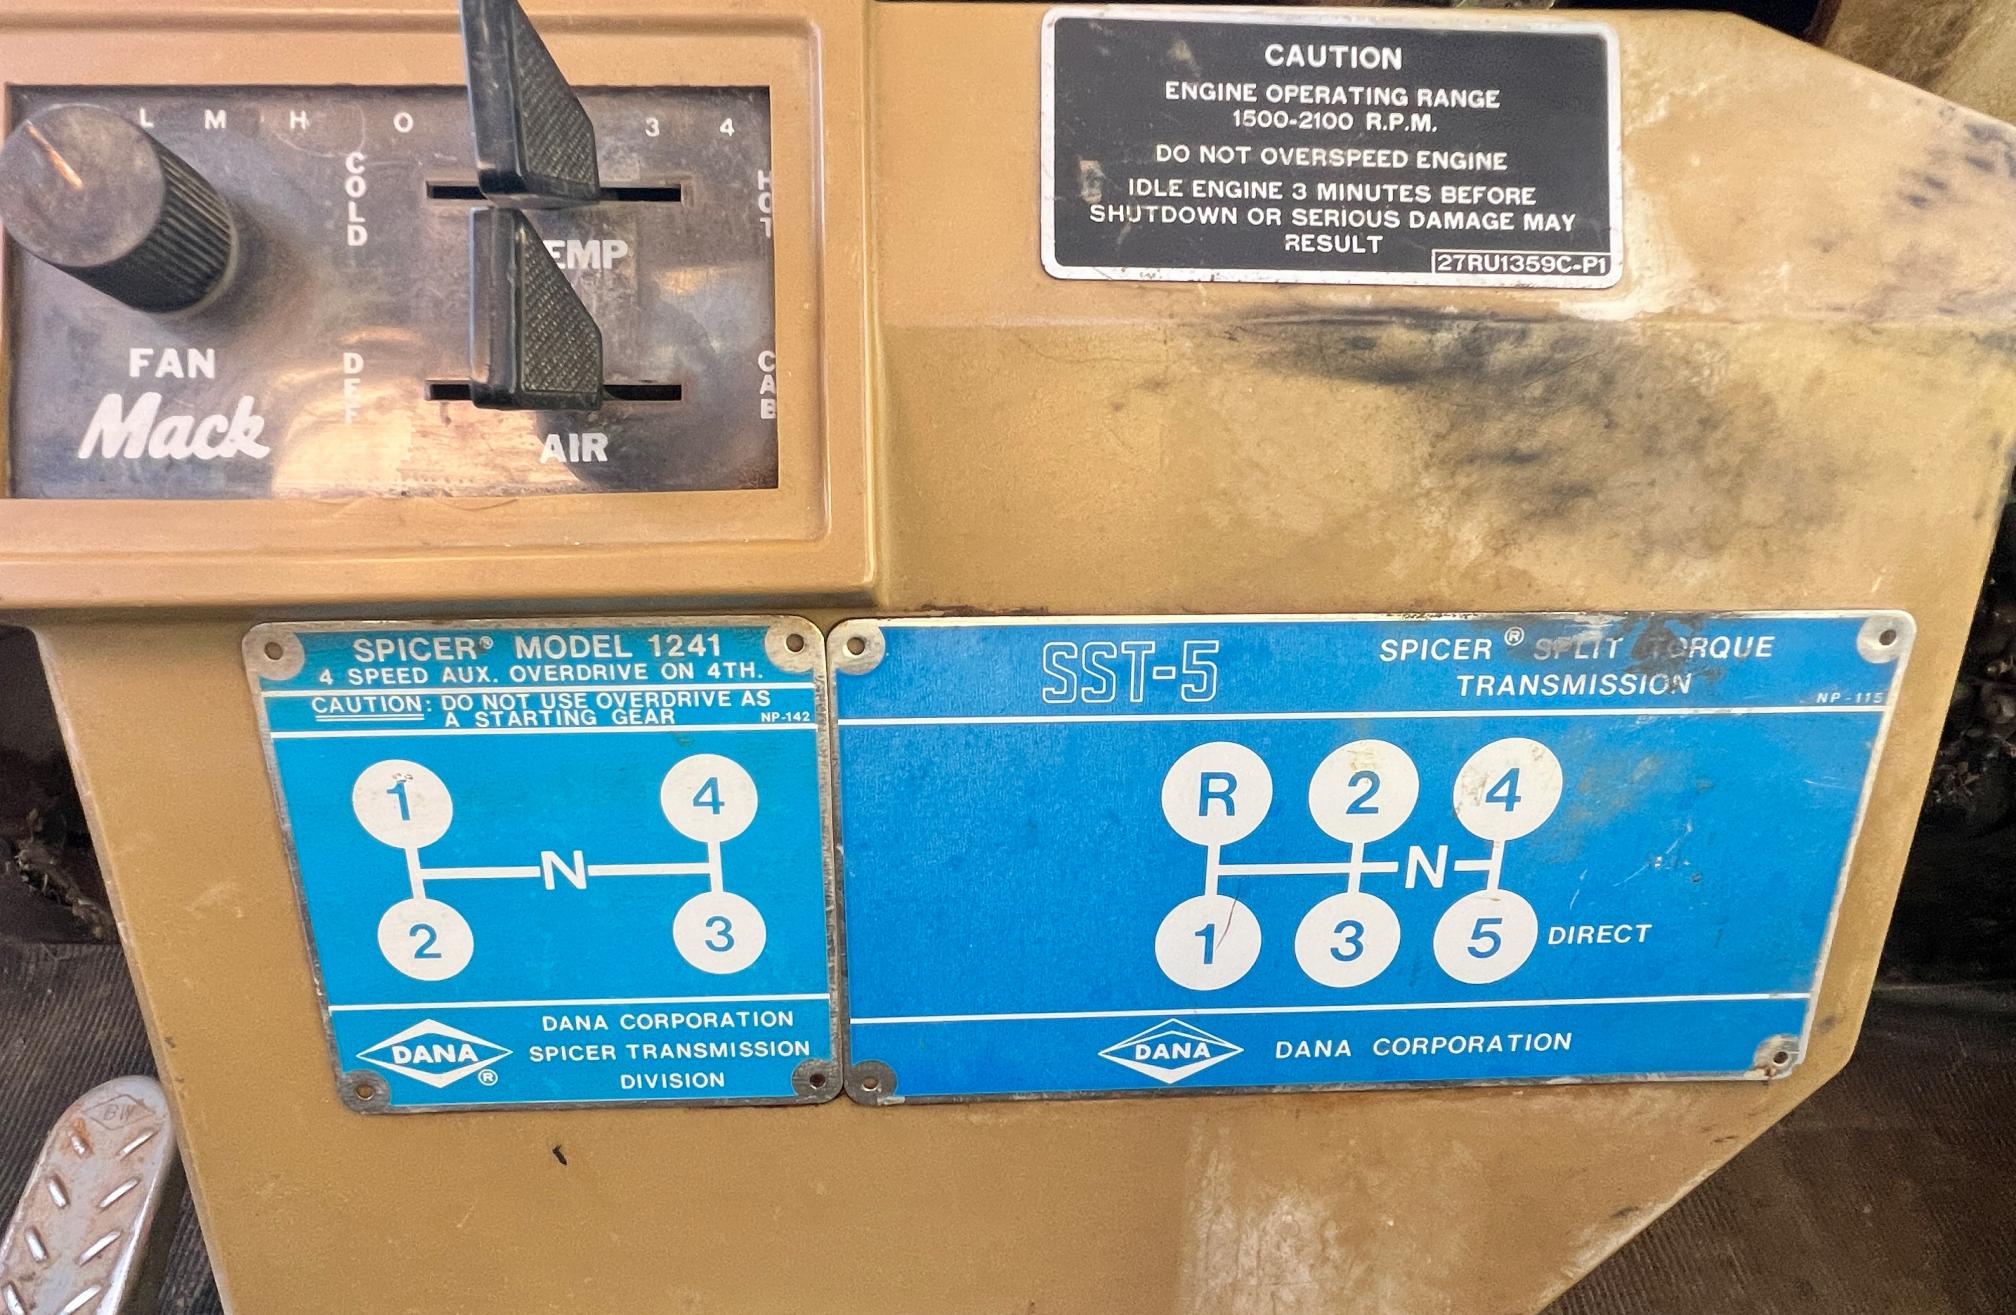 L M H O 3 4
COLD
HOT
EMP
FAN
DEF
CAB
Mack
AIR
CAUTION
ENGINE OPERATING RANGE
1500-2100 R.P.M.
DO NOT OVERSPEED ENGINE
IDLE ENGINE 3 MINUTES BEFORE
SHUTDOWN OR SERIOUS DAMAGE MAY
RESULT
27RU1359C-P1
SPICER® MODEL 1241
4 SPEED AUX. OVERDRIVE ON 4TH.
CAUTION: DO NOT USE OVERDRIVE AS
A STARTING GEAR NP-142
1 4
N
2 3
DANA ®
DANA CORPORATION
SPICER TRANSMISSION
DIVISION
SST-5
SPICER ® SPLIT TORQUE
TRANSMISSION
NP-115
R 2 4
N
1 3 5 DIRECT
DANA DANA CORPORATION
BW